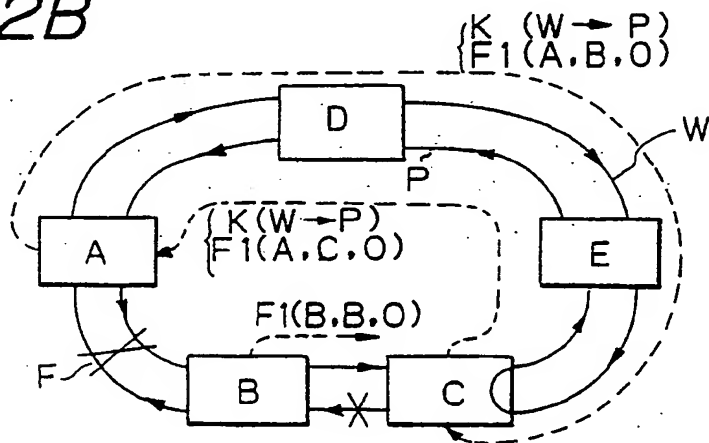 2B
K (W→P)
F1(A.B.O)
D
W
P
K(W→P)
F1(A.C.O)
A
E
F1(B.B.O)
F
B
C